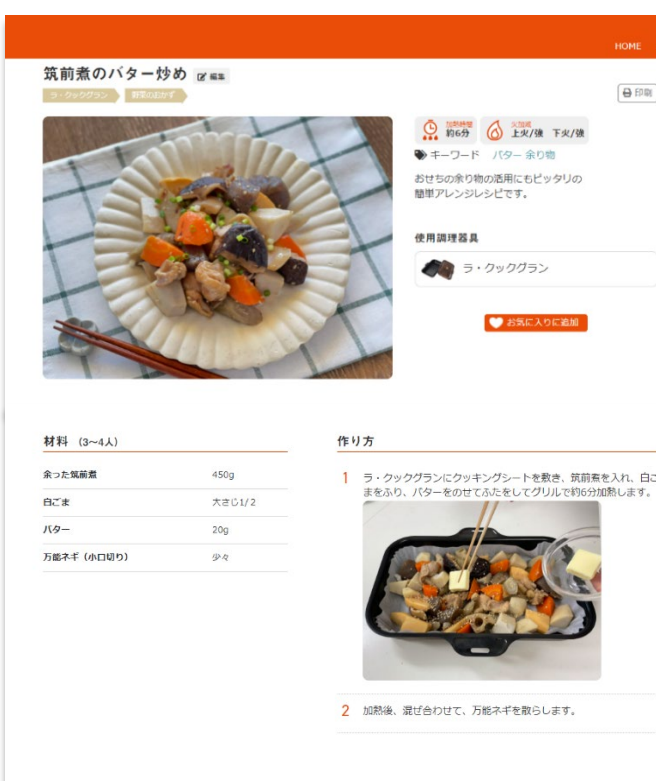 HOME
筑前煮のバター炒め 編集
ラ・クックグラン 野菜のおかず
印刷
加熱時間 火加減
約6分 上火/強 下火/強
キーワード バター 余り物
おせちの余り物の活用にもピッタリの
簡単アレンジレシピです。
使用調理器具
ラ・クックグラン
お気に入りに追加
材料 (3~4人)
余った筑前煮 450g
白ごま 大さじ1/2
バター 20g
万能ネギ(小口切り) 少々
作り方
1 ラ・クックグランにクッキングシートを敷き、筑前煮を入れ、白ご
まをふり、バターをのせてふたをしてグリルで約6分加熱します。
2 加熱後、混ぜ合わせて、万能ネギを散らします。